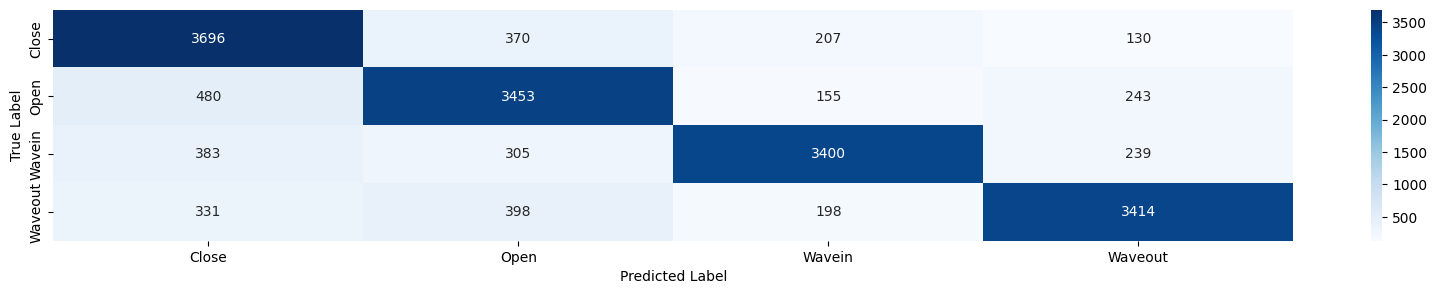 Close 3696 370 207 130
Open 480 3453 155 243
Wavein 383 305 3400 239
Waveout 331 398 198 3414
Close Open Wavein Waveout
True Label
Predicted Label
3500
3000
2500
2000
1500
1000
500